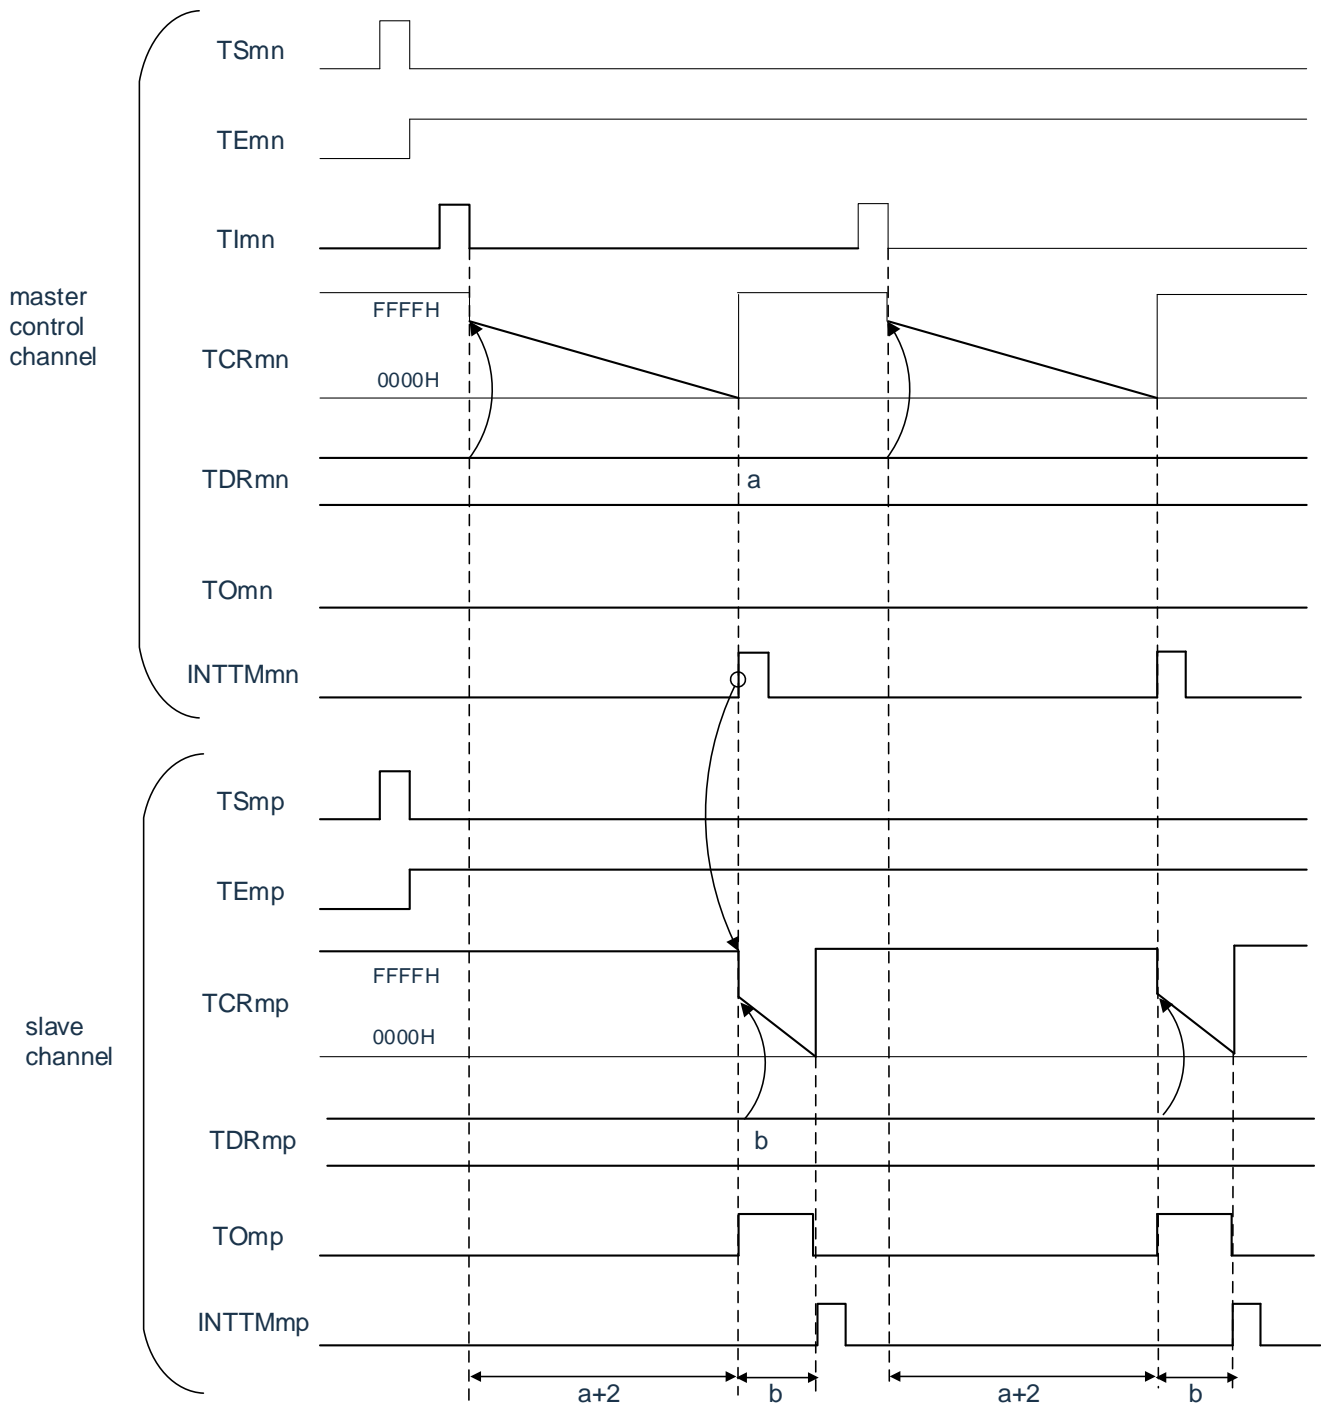 TSmn
TEmn
TImn
master
control
channel
FFFFH
TCRmn
0000H
TDRmn
a
TOmn
INTTMmn
TSmp
TEmp
FFFFH
TCRmp
0000H
slave
channel
TDRmp
b
TOmp
INTTMmp
a+2
b
a+2
b